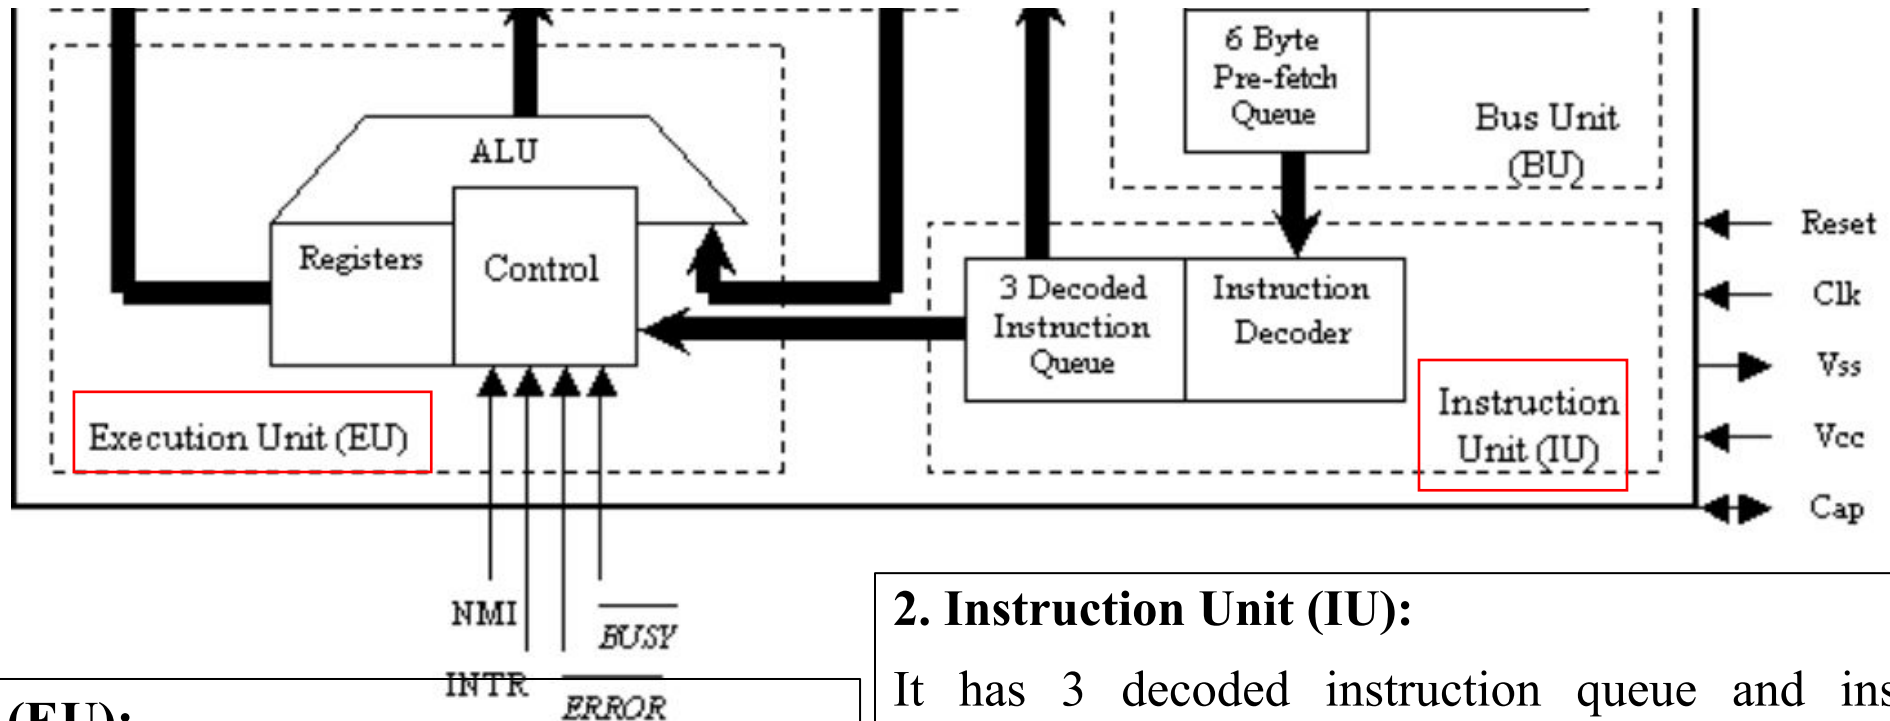 6 Byte
Pre-fetch
Queue
Bus Unit
(BU)
ALU
Registers
Control
3 Decoded
Instruction
Queue
Instruction
Decoder
Execution Unit (EU)
Instruction
Unit (IU)
Reset
Clk
Vss
Vcc
Cap
NMI
BUSY
INTR
ERROR
(EU):
2. Instruction Unit (IU):
It has 3 decoded instruction queue and ins